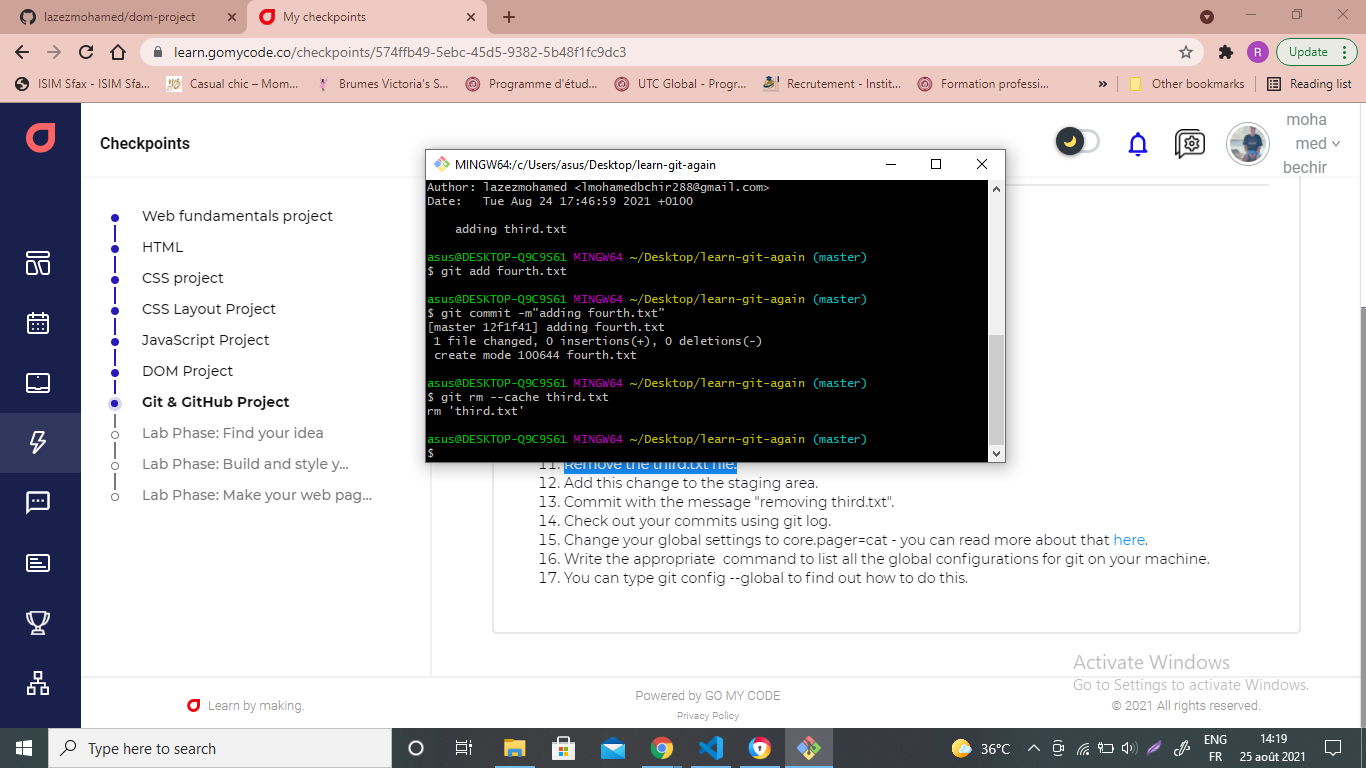 lazezmohamed/dom-project
My checkpoints
learn.gomycode.co/checkpoints/574ffb49-5ebc-45d5-9382-5b48f1fc9dc3
R
Update
ISIM Sfax - ISIM Sfa...
Casual chic – Mom...
Brumes Victoria's S...
Programme d'étud...
UTC Global - Progr...
Recrutement - Instit...
Formation professi...
»
Other bookmarks
Reading list
Checkpoints
moha
med
bechir
Web fundamentals project
HTML
CSS project
CSS Layout Project
JavaScript Project
DOM Project
Git & GitHub Project
Lab Phase: Find your idea
Lab Phase: Build and style y...
Lab Phase: Make your web pag...
MINGW64:/c/Users/asus/Desktop/learn-git-again
Author: lazezmohamed <lmohamedbchir288@gmail.com>
Date:   Tue Aug 24 17:46:59 2021 +0100
adding third.txt
asus@DESKTOP-Q9C9S61 MINGW64 ~/Desktop/learn-git-again (master)
$ git add fourth.txt
asus@DESKTOP-Q9C9S61 MINGW64 ~/Desktop/learn-git-again (master)
$ git commit -m"adding fourth.txt"
[master 12f1f41] adding fourth.txt
1 file changed, 0 insertions(+), 0 deletions(-)
create mode 100644 fourth.txt
asus@DESKTOP-Q9C9S61 MINGW64 ~/Desktop/learn-git-again (master)
$ git rm --cache third.txt
rm 'third.txt'
asus@DESKTOP-Q9C9S61 MINGW64 ~/Desktop/learn-git-again (master)
$
11. Remove the third.txt file.
12. Add this change to the staging area.
13. Commit with the message "removing third.txt".
14. Check out your commits using git log.
15. Change your global settings to core.pager=cat - you can read more about that here.
16. Write the appropriate  command to list all the global configurations for git on your machine.
17. You can type git config --global to find out how to do this.
Activate Windows
Go to Settings to activate Windows.
Learn by making.
Powered by GO MY CODE
Privacy Policy
© 2021 All rights reserved.
Type here to search
36°C
ENG
FR
14:19
25 août 2021